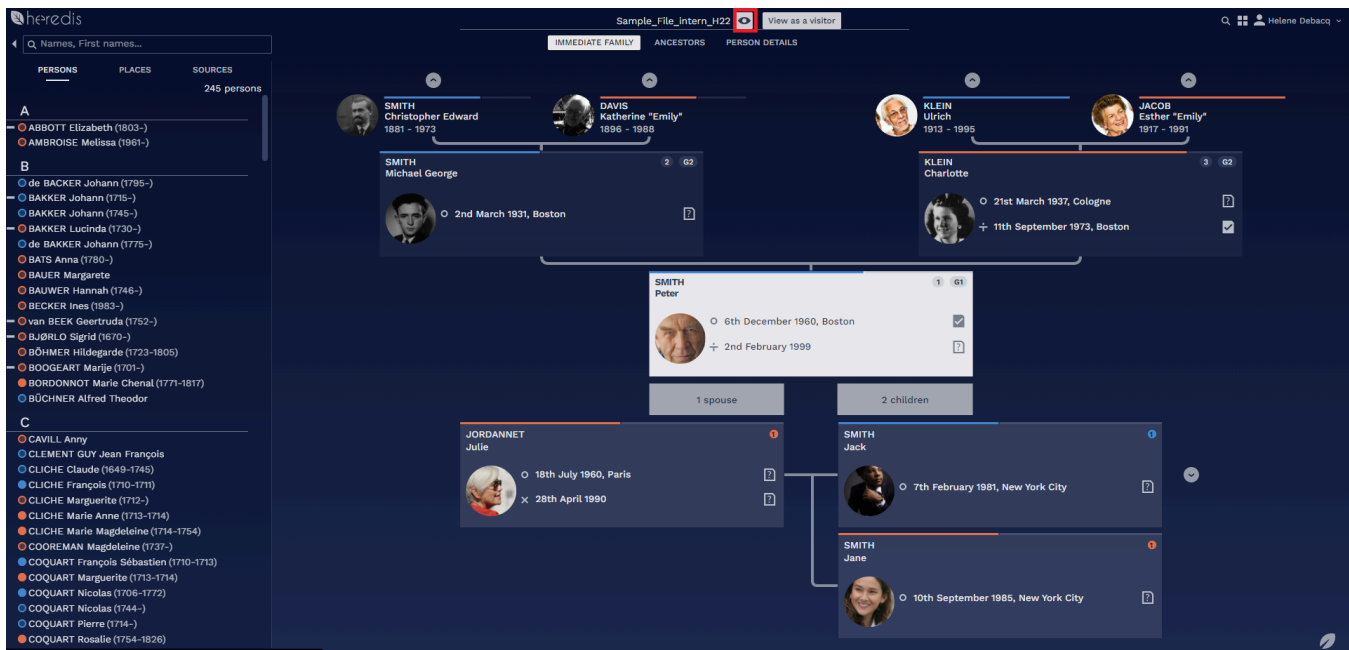 heredis
Sample_File_intern_H22
View as a visitor
Helene Debacq
Names, First names...
IMMEDIATE FAMILY
ANCESTORS
PERSON DETAILS
PERSONS
PLACES
SOURCES
245 persons
A
ABBOTT Elizabeth (1803-)
AMBROISE Melissa (1961-)
B
de BACKER Johann (1795-)
BAKKER Johann (1715-)
BAKKER Johann (1745-)
BAKKER Lucinda (1730-)
de BAKKER Johann (1775-)
BATS Anna (1780-)
BAUER Margarete
BAUWER Hannah (1746-)
BECKER Ines (1983-)
van BEEK Geertruda (1752-)
BJØRLO Sigrid (1670-)
BÖHMER Hildegarde (1723-1805)
BOOGEART Marije (1701-)
BORDONNOT Marie Chenal (1771-1817)
BÜCHNER Alfred Theodor
C
CAVILL Anny
CLEMENT GUY Jean François
CLICHE Claude (1649-1745)
CLICHE François (1710-1711)
CLICHE Marguerite (1712-)
CLICHE Marie Anne (1713-1714)
CLICHE Marie Magdeleine (1714-1754)
COOREMAN Magdeleine (1737-)
COQUART François Sébastien (1710-1713)
COQUART Marguerite (1713-1714)
COQUART Nicolas (1706-1772)
COQUART Nicolas (1744-)
COQUART Pierre (1714-)
COQUART Rosalie (1754-1826)
SMITH
Christopher Edward
1881 - 1973
DAVIS
Katherine "Emily"
1896 - 1988
KLEIN
Ulrich
1913 - 1995
JACOB
Esther "Emily"
1917 - 1991
SMITH
2 G2
Michael George
2nd March 1931, Boston
?
KLEIN
3 G2
Charlotte
21st March 1937, Cologne
?
11th September 1973, Boston
SMITH
1 G1
Peter
6th December 1960, Boston
2nd February 1999
?
1 spouse
2 children
JORDANNET
1
Julie
18th July 1960, Paris
?
28th April 1990
?
SMITH
1
Jack
7th February 1981, New York City
?
SMITH
1
Jane
10th September 1985, New York City
?